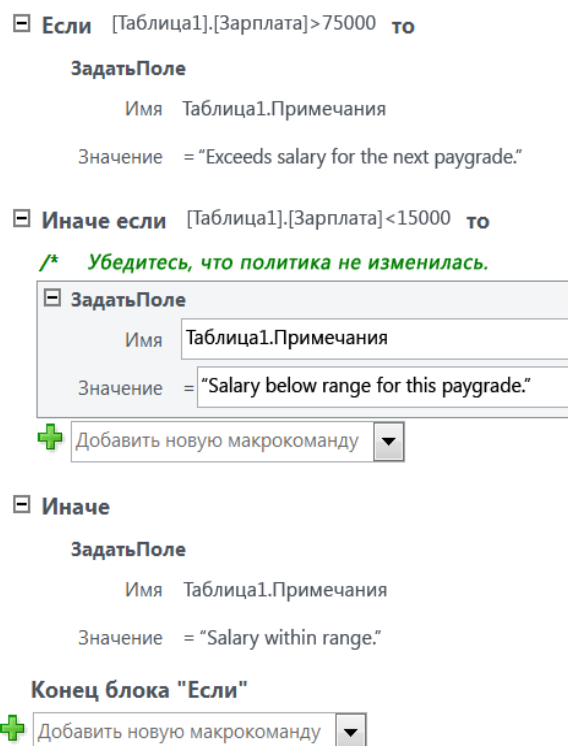 Если [Таблица1].[Зарплата]>75000 то
ЗадатьПоле
Имя Таблица1.Примечания
Значение = “Exceeds salary for the next paygrade.”
Иначе если [Таблица1].[Зарплата]<15000 то
/* Убедитесь, что политика не изменилась.
ЗадатьПоле
Имя Таблица1.Примечания
Значение = “Salary below range for this paygrade.”
Добавить новую макрокоманду
Иначе
ЗадатьПоле
Имя Таблица1.Примечания
Значение = “Salary within range.”
Конец блока "Если"
Добавить новую макрокоманду